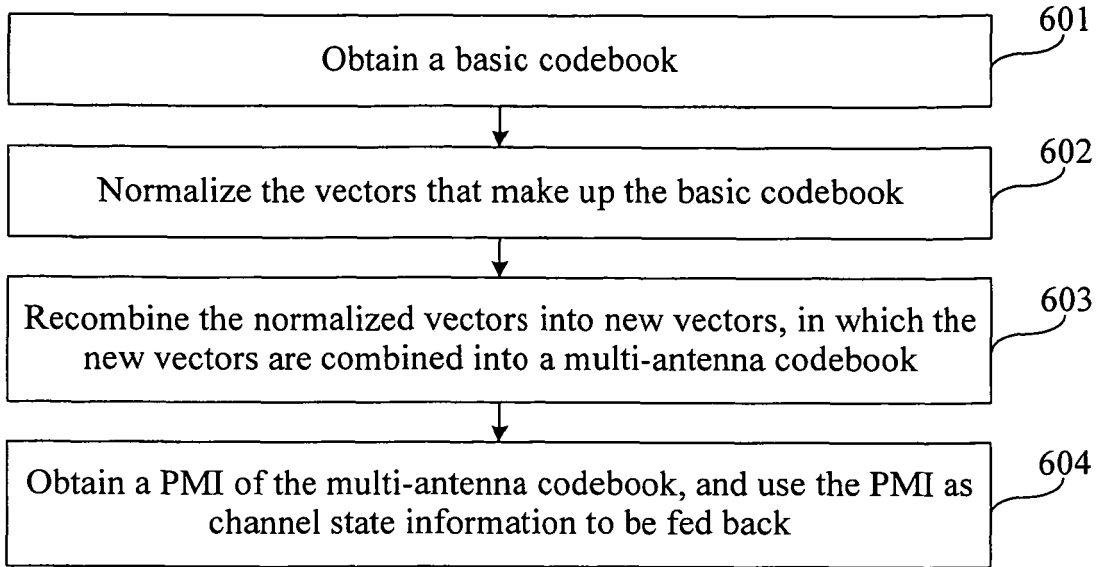 601
Obtain a basic codebook
602
Normalize the vectors that make up the basic codebook
603
Recombine the normalized vectors into new vectors, in which the
new vectors are combined into a multi-antenna codebook
604
Obtain a PMI of the multi-antenna codebook, and use the PMI as
channel state information to be fed back